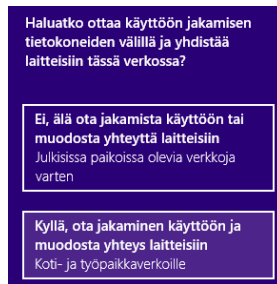 Haluatko ottaa käyttöön jakamisen
tietokoneiden välillä ja yhdistää
laitteisiin tässä verkossa?
Ei, älä ota jakamista käyttöön tai
muodosta yhteyttä laitteisiin
Julkisissa paikoissa olevia verkkoja
varten
Kyllä, ota jakaminen käyttöön ja
muodosta yhteys laitteisiin
Koti- ja työpaikkaverkoille